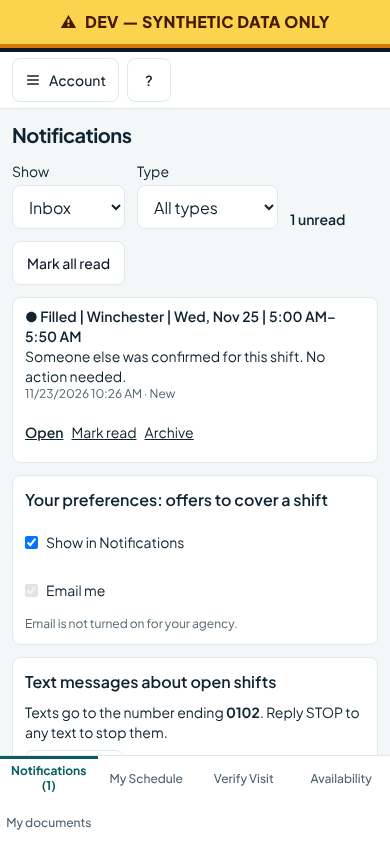 ⚠ DEV — SYNTHETIC DATA ONLY
☰ Account ?
Notifications
Show Type
Inbox All types 1 unread
Mark all read
● Filled | Winchester | Wed, Nov 25 | 5:00 AM–
5:50 AM
Someone else was confirmed for this shift. No
action needed.
11/23/2026 10:26 AM · New
Open Mark read Archive
Your preferences: offers to cover a shift
Show in Notifications
Email me
Email is not turned on for your agency.
Text messages about open shifts
Texts go to the number ending 0102. Reply STOP to
any text to stop them.
Notifications
(1)
My Schedule
Verify Visit
Availability
My documents